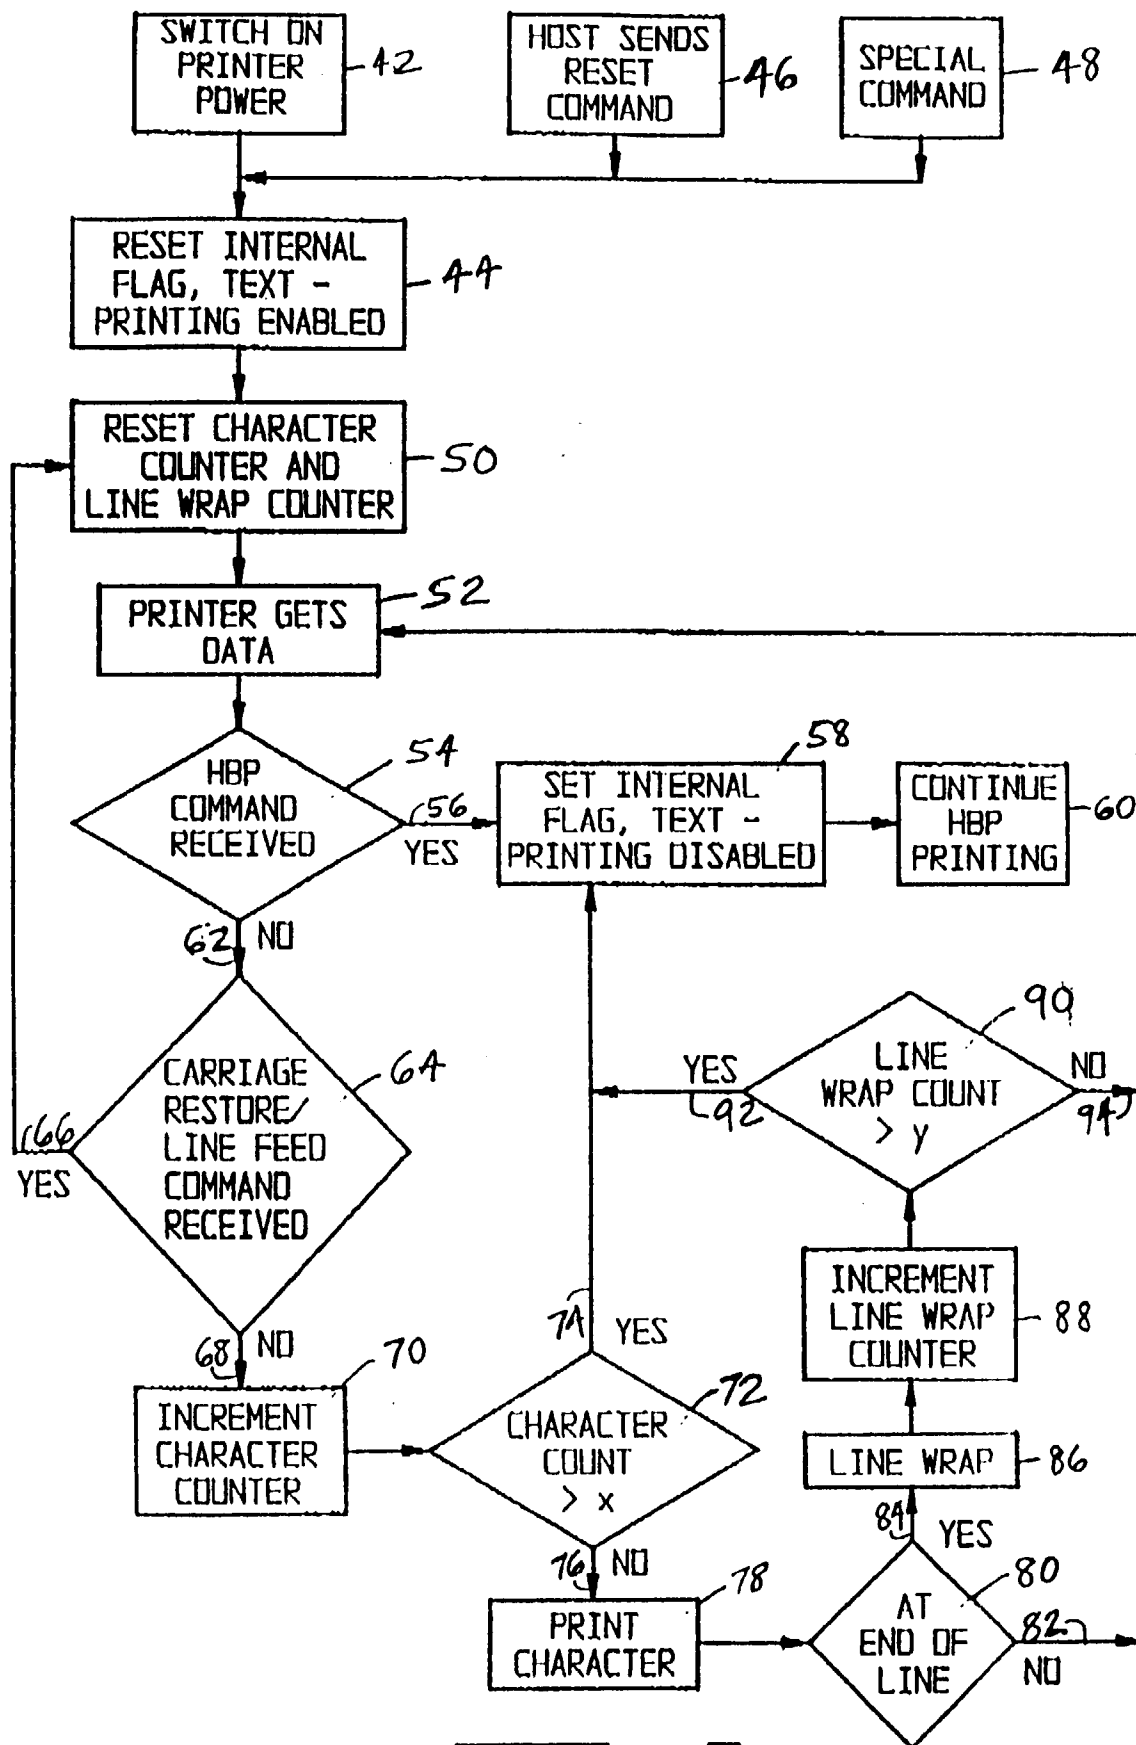 SWITCH ON
PRINTER
POWER
42
HOST SENDS
RESET
COMMAND
46
SPECIAL
COMMAND
48
RESET INTERNAL
FLAG, TEXT -
PRINTING ENABLED
44
RESET CHARACTER
COUNTER AND
LINE WRAP COUNTER
50
PRINTER GETS
DATA
52
HBP
COMMAND
RECEIVED
54
56
YES
SET INTERNAL
FLAG, TEXT -
PRINTING DISABLED
58
CONTINUE
HBP
PRINTING
60
62
NO
CARRIAGE
RESTORE/
LINE FEED
COMMAND
RECEIVED
64
66
YES
LINE
WRAP COUNT
> y
90
YES
92
NO
94
68
NO
INCREMENT
CHARACTER
COUNTER
70
CHARACTER
COUNT
> x
72
74
YES
INCREMENT
LINE WRAP
COUNTER
88
LINE WRAP
86
84
YES
76
NO
PRINT
CHARACTER
78
AT
END OF
LINE
80
82
NO